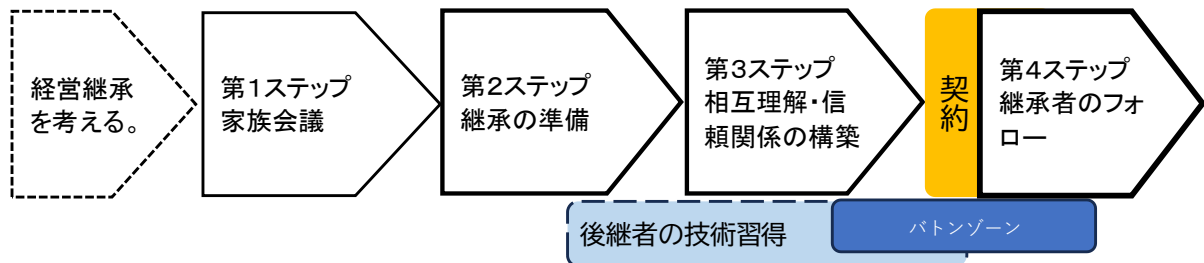 経営継承
を考える。
第1ステップ
家族会議
第2ステップ
継承の準備
第3ステップ
相互理解・信
頼関係の構築
契約
第4ステップ
継承者のフォ
ロー
後継者の技術習得
バトンゾーン